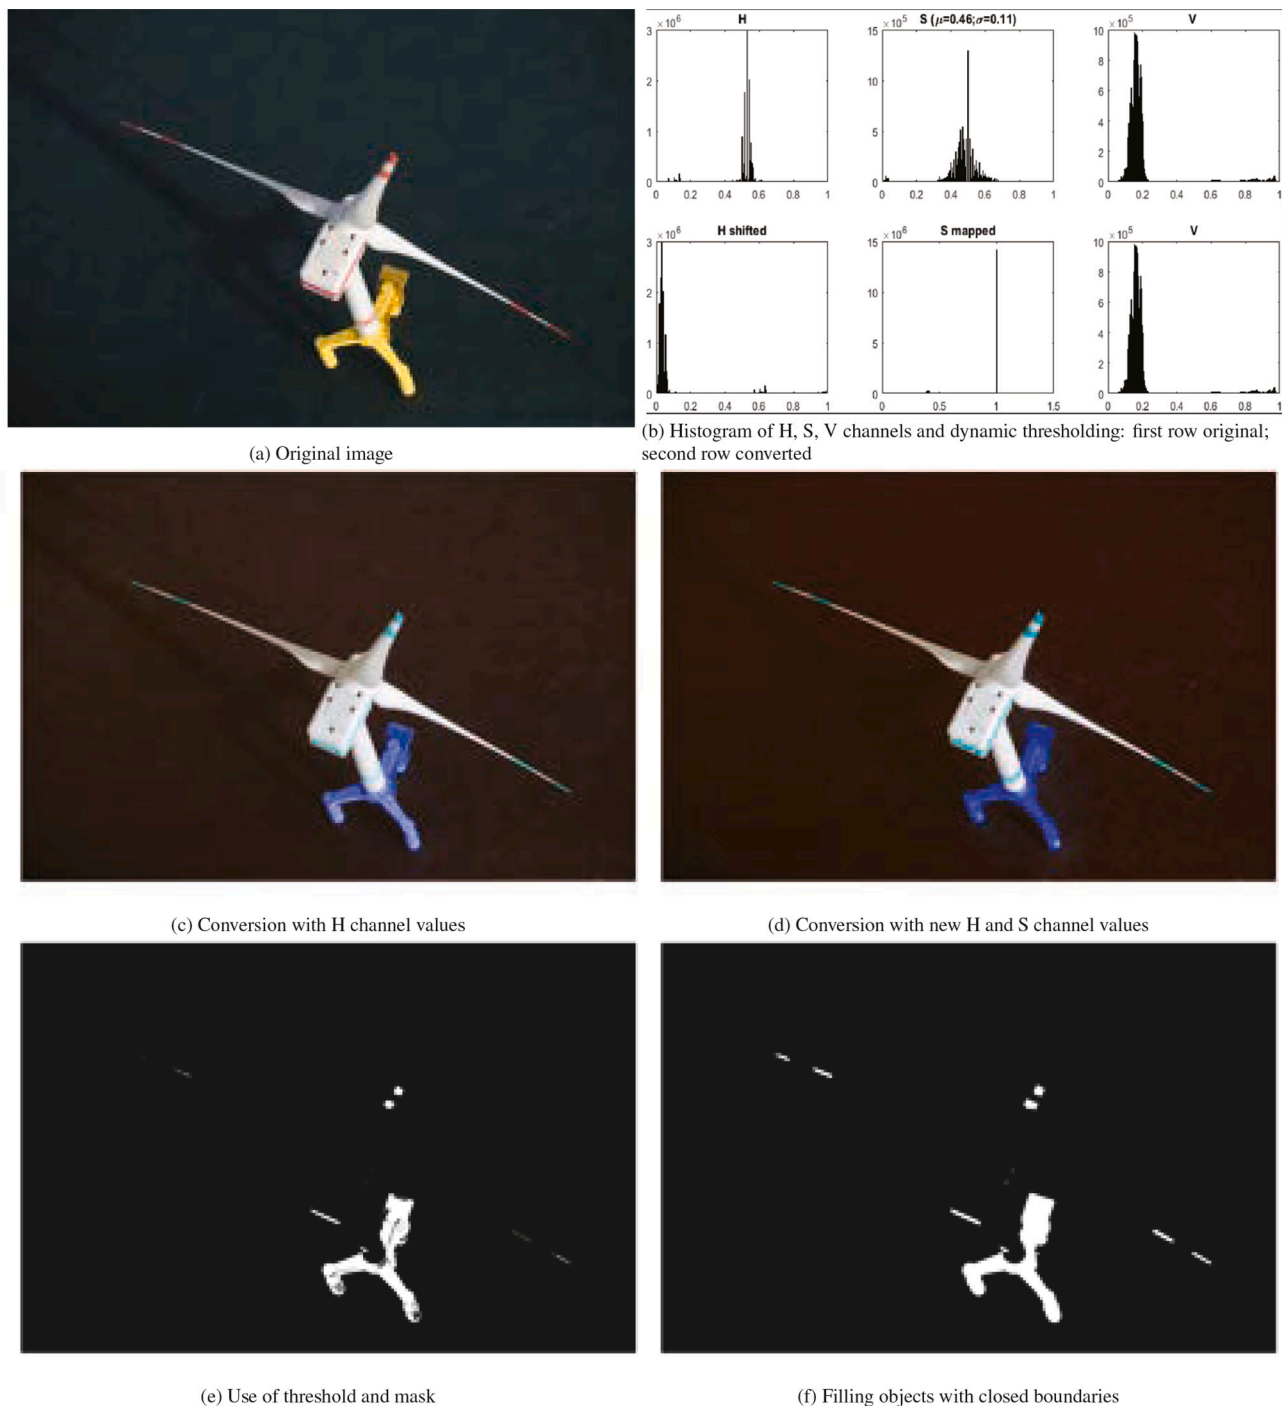 H
S (μ=0.46;σ=0.11)
V
×10⁶
×10⁵
×10⁵
3
2
1
0
15
10
5
0
10
8
6
4
2
0
0 0.2 0.4 0.6 0.8 1
0 0.2 0.4 0.6 0.8 1
0 0.2 0.4 0.6 0.8 1
H shifted
S mapped
V
×10⁶
×10⁶
×10⁵
3
2
1
0
15
10
5
0
10
8
6
4
2
0
0 0.2 0.4 0.6 0.8 1
0 0.5 1 1.5
0 0.2 0.4 0.6 0.8 1
(a) Original image
(b) Histogram of H, S, V channels and dynamic thresholding: first row original;
second row converted
(c) Conversion with H channel values
(d) Conversion with new H and S channel values
(e) Use of threshold and mask
(f) Filling objects with closed boundaries